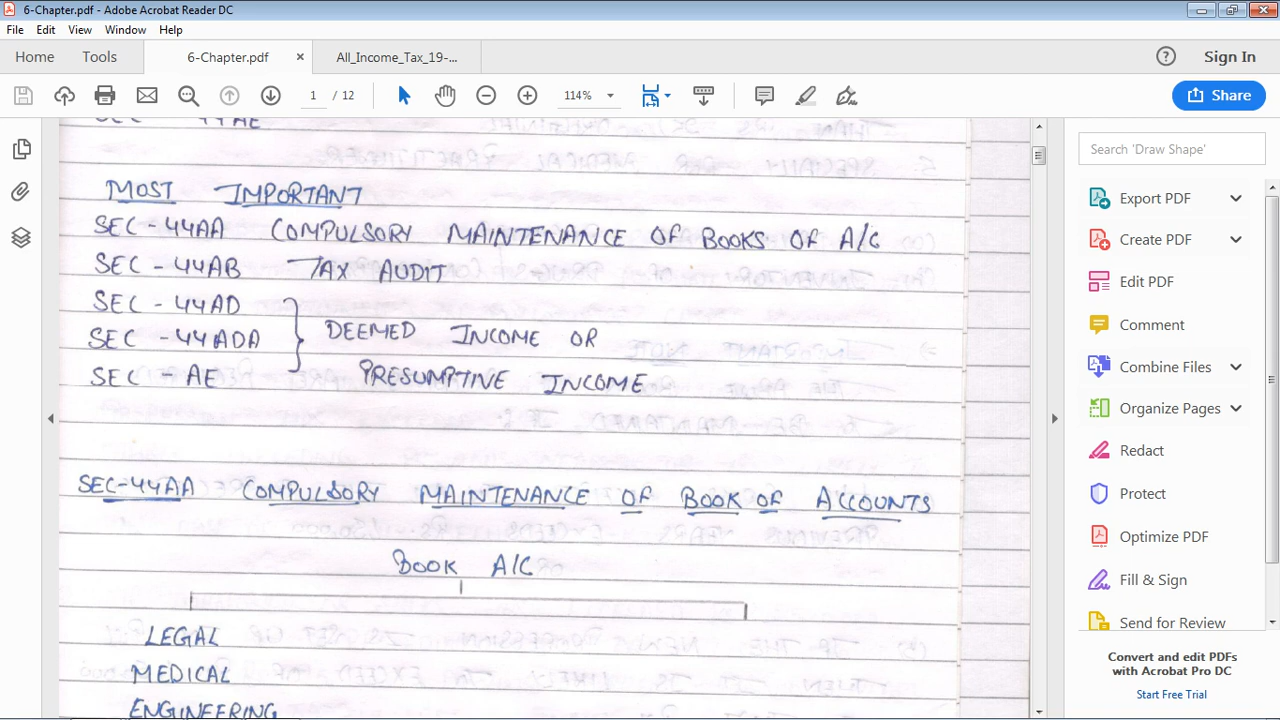 6-Chapter.pdf - Adobe Acrobat Reader DC
File Edit View Window Help
Home Tools 6-Chapter.pdf × All_Income_Tax_19-... ? Sign In
1 / 12 114% Share
MOST IMPORTANT
SEC - 44AA COMPULSORY MAINTENANCE OF BOOKS OF A/C
SEC - 44AB TAX AUDIT
SEC - 44AD
SEC - 44ADA } DEEMED INCOME OR
SEC - AE PRESUMPTIVE INCOME
SEC-44AA COMPULSORY MAINTENANCE OF BOOK OF ACCOUNTS
BOOK A/C
LEGAL
MEDICAL
ENGINEERING
Search 'Draw Shape'
Export PDF
Create PDF
Edit PDF
Comment
Combine Files
Organize Pages
Redact
Protect
Optimize PDF
Fill & Sign
Send for Review
Convert and edit PDFs
with Acrobat Pro DC
Start Free Trial